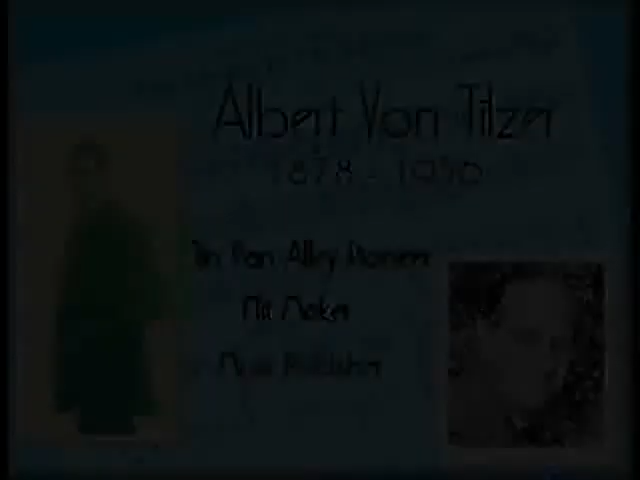 Albert Von Tilzer
1878 - 1956
Tin Pan Alley Pioneer
Hit Maker
Music Publisher